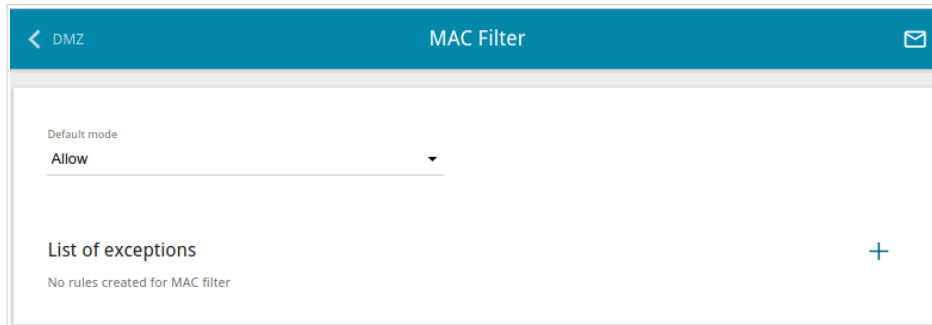 DMZ
MAC Filter
Default mode
Allow
List of exceptions
No rules created for MAC filter